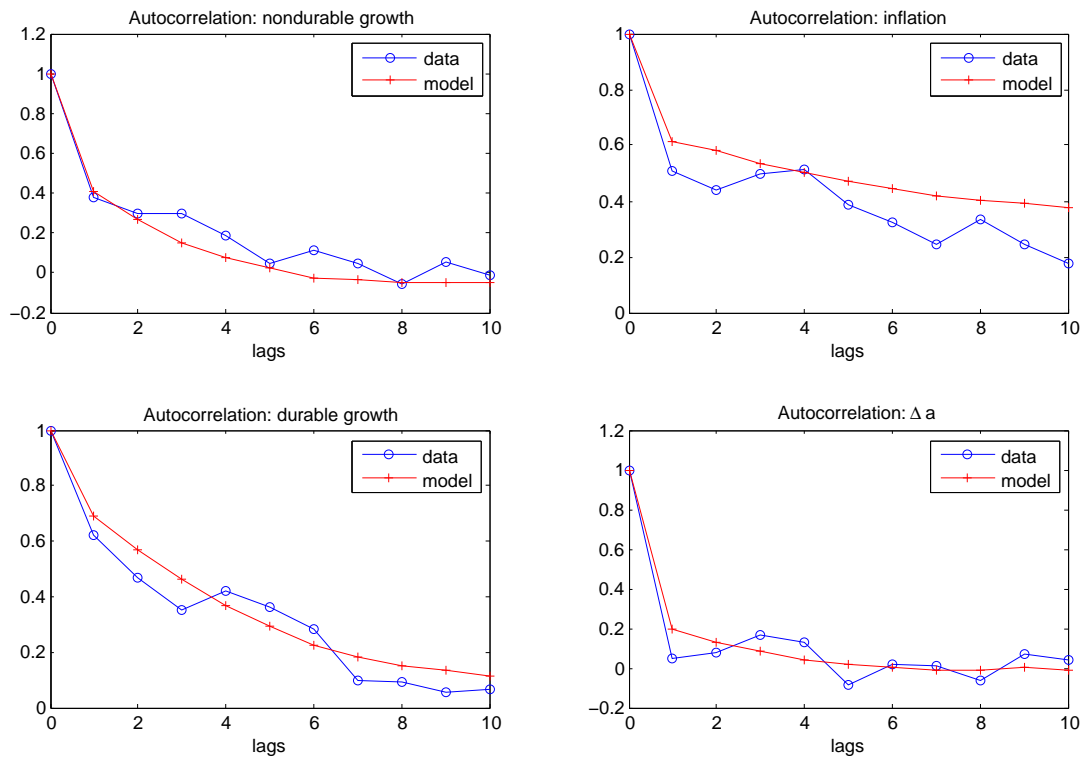 Autocorrelation: nondurable growth
1.2
1
0.8
0.6
0.4
0.2
0
−0.2
data
model
0 2 4 6 8 10
lags
Autocorrelation: inflation
1
0.8
0.6
0.4
0.2
0
data
model
0 2 4 6 8 10
lags
Autocorrelation: durable growth
1
0.8
0.6
0.4
0.2
0
data
model
0 2 4 6 8 10
lags
Autocorrelation: Δ a
1.2
1
0.8
0.6
0.4
0.2
0
−0.2
data
model
0 2 4 6 8 10
lags